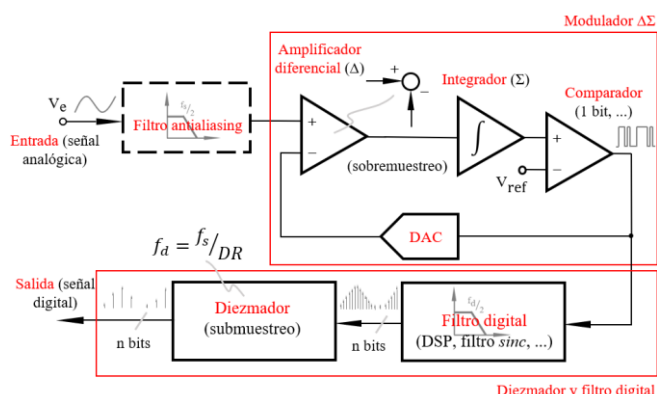 Modulador ΔΣ
Amplificador
diferencial (Δ)
+
−
Integrador (Σ)
Comparador
(1 bit, ...)
Ve
fs/2
Filtro antialiasing
Entrada (señal
analógica)
+
−
(sobremuestreo)
∫
+
−
Vref
DAC
fd = fs/DR
Salida (señal
digital)
n bits
Diezmador
(submuestreo)
n bits
fd/2
Filtro digital
(DSP, filtro sinc, ...)
Diezmador y filtro digital